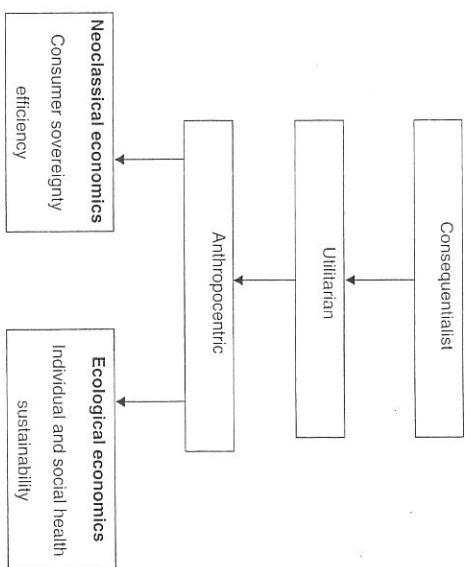 Consequentialist
Utilitarian
Anthropocentric
Neoclassical economics
Consumer sovereignty
efficiency
Ecological economics
Individual and social health
sustainability